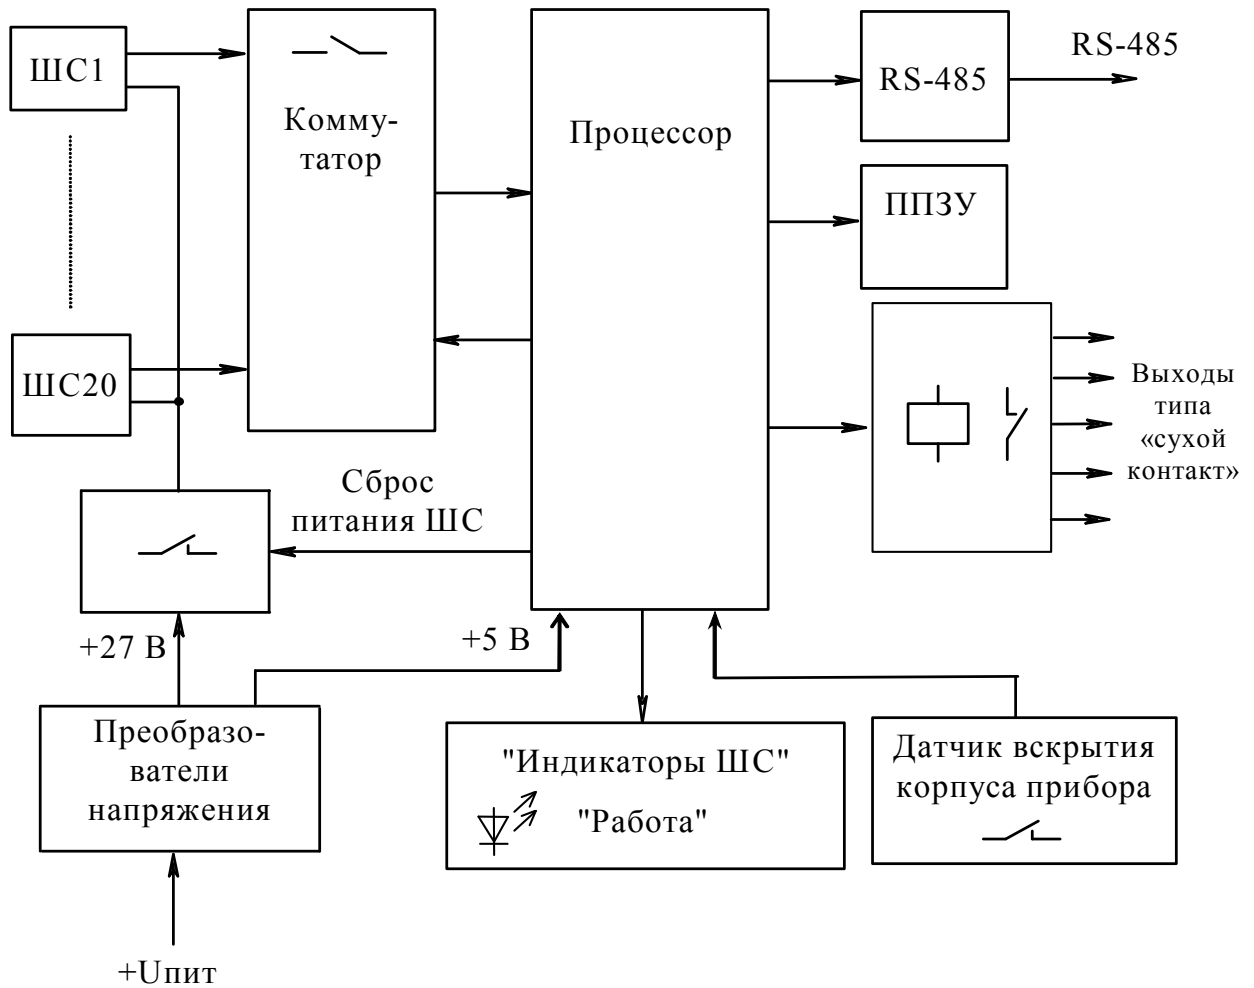 ШС1
Комму-
татор
Процессор
RS-485
RS-485
ППЗУ
ШС20
Выходы
типа
«сухой
контакт»
Сброс
питания ШС
+27 В
+5 В
Преобразо-
ватели
напряжения
"Индикаторы ШС"
"Работа"
Датчик вскрытия
корпуса прибора
+Uпит